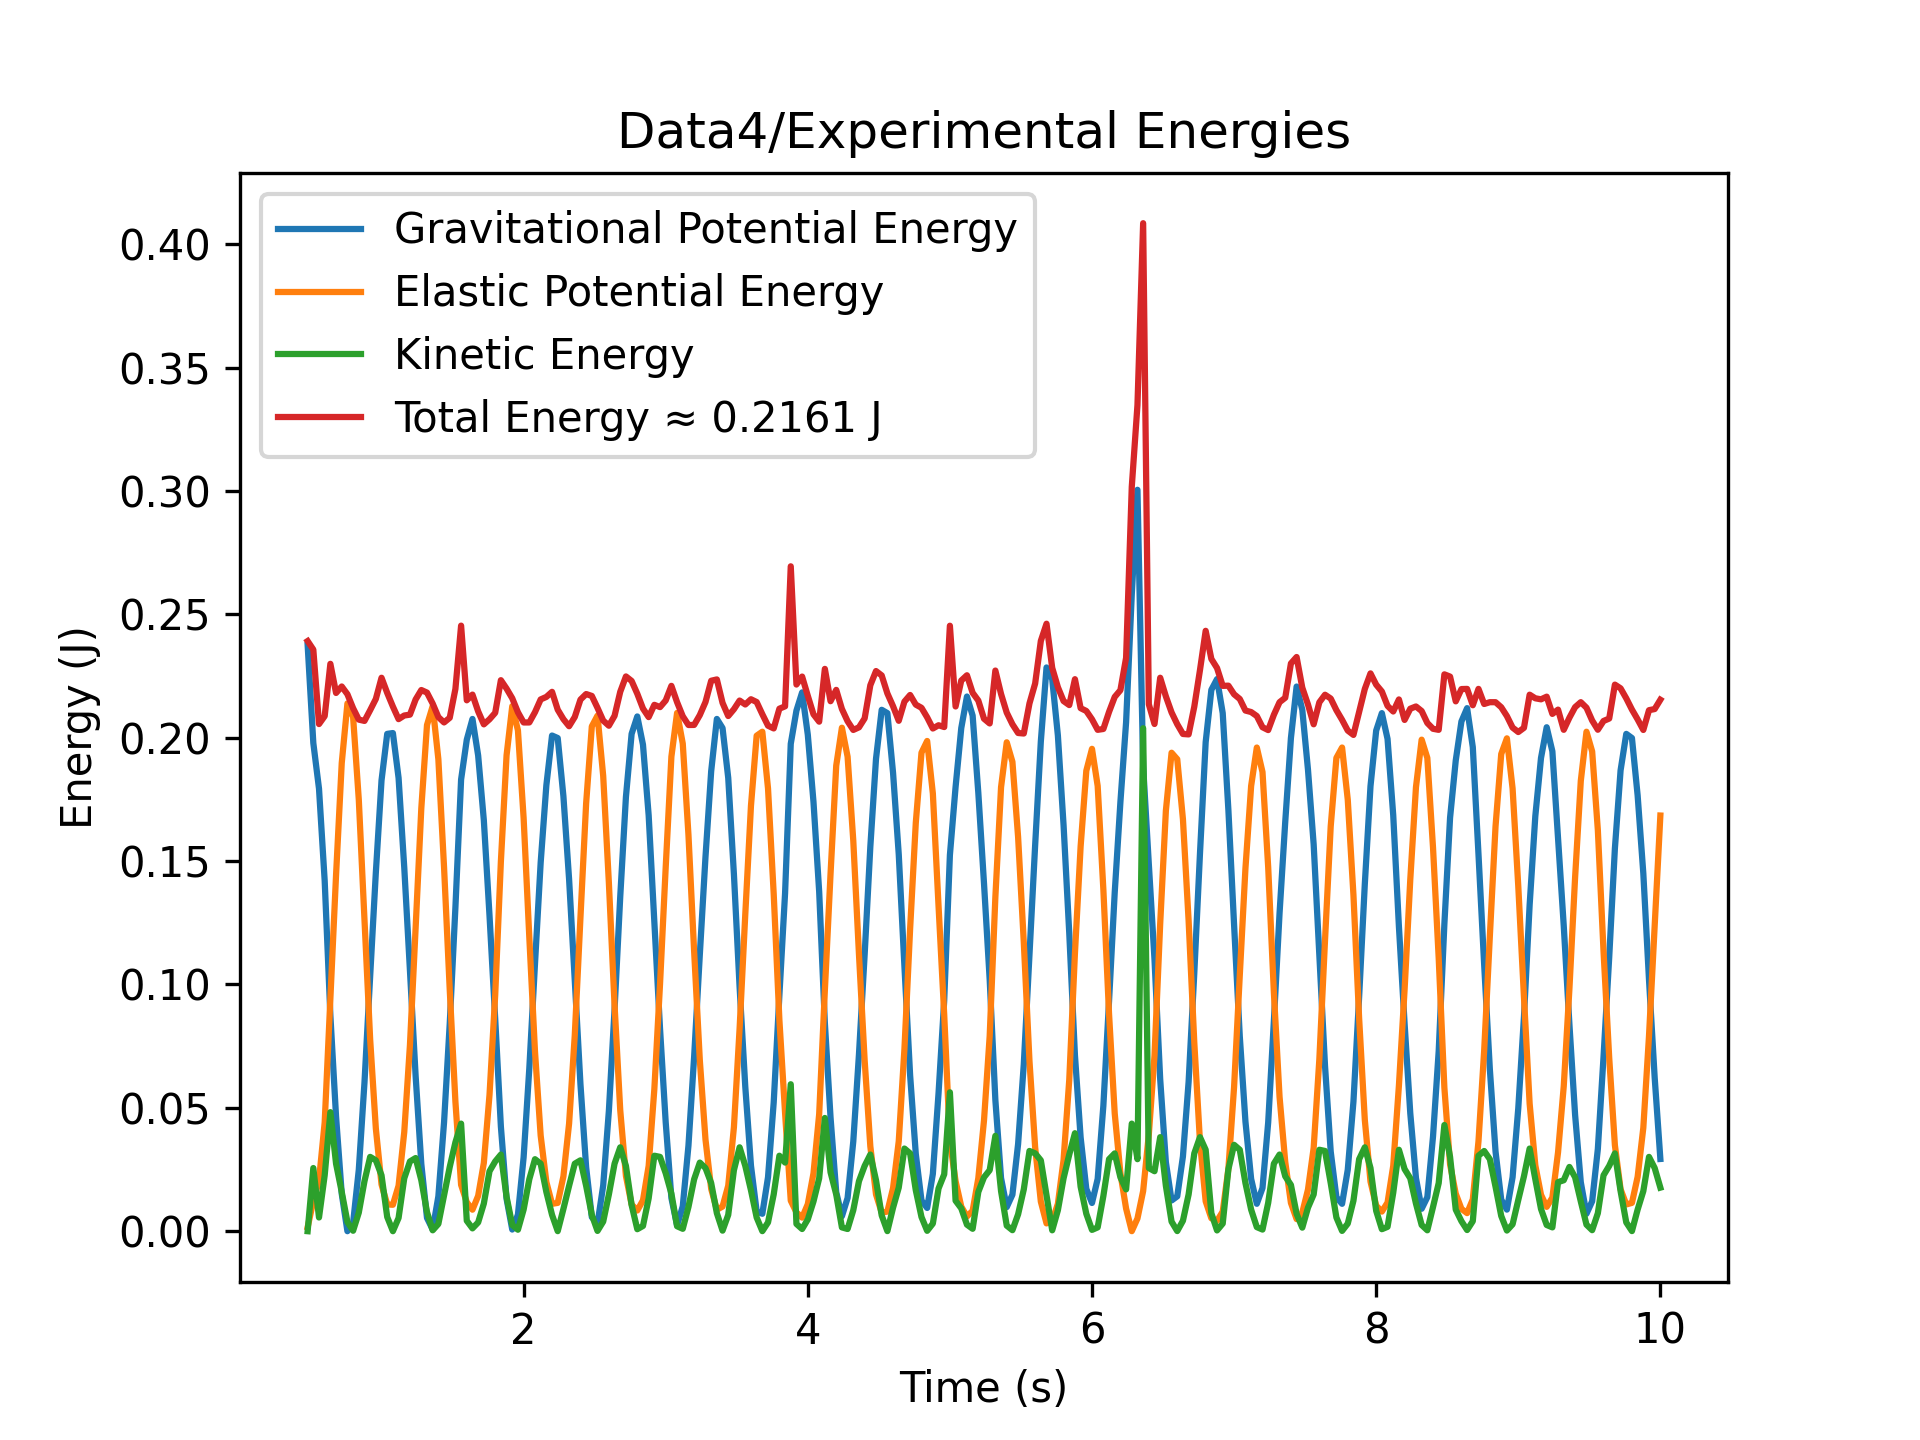 Data4/Experimental Energies
Gravitational Potential Energy
Elastic Potential Energy
Kinetic Energy
Total Energy ≈ 0.2161 J
0.40
0.35
0.30
0.25
0.20
0.15
0.10
0.05
0.00
Energy (J)
2 4 6 8 10
Time (s)